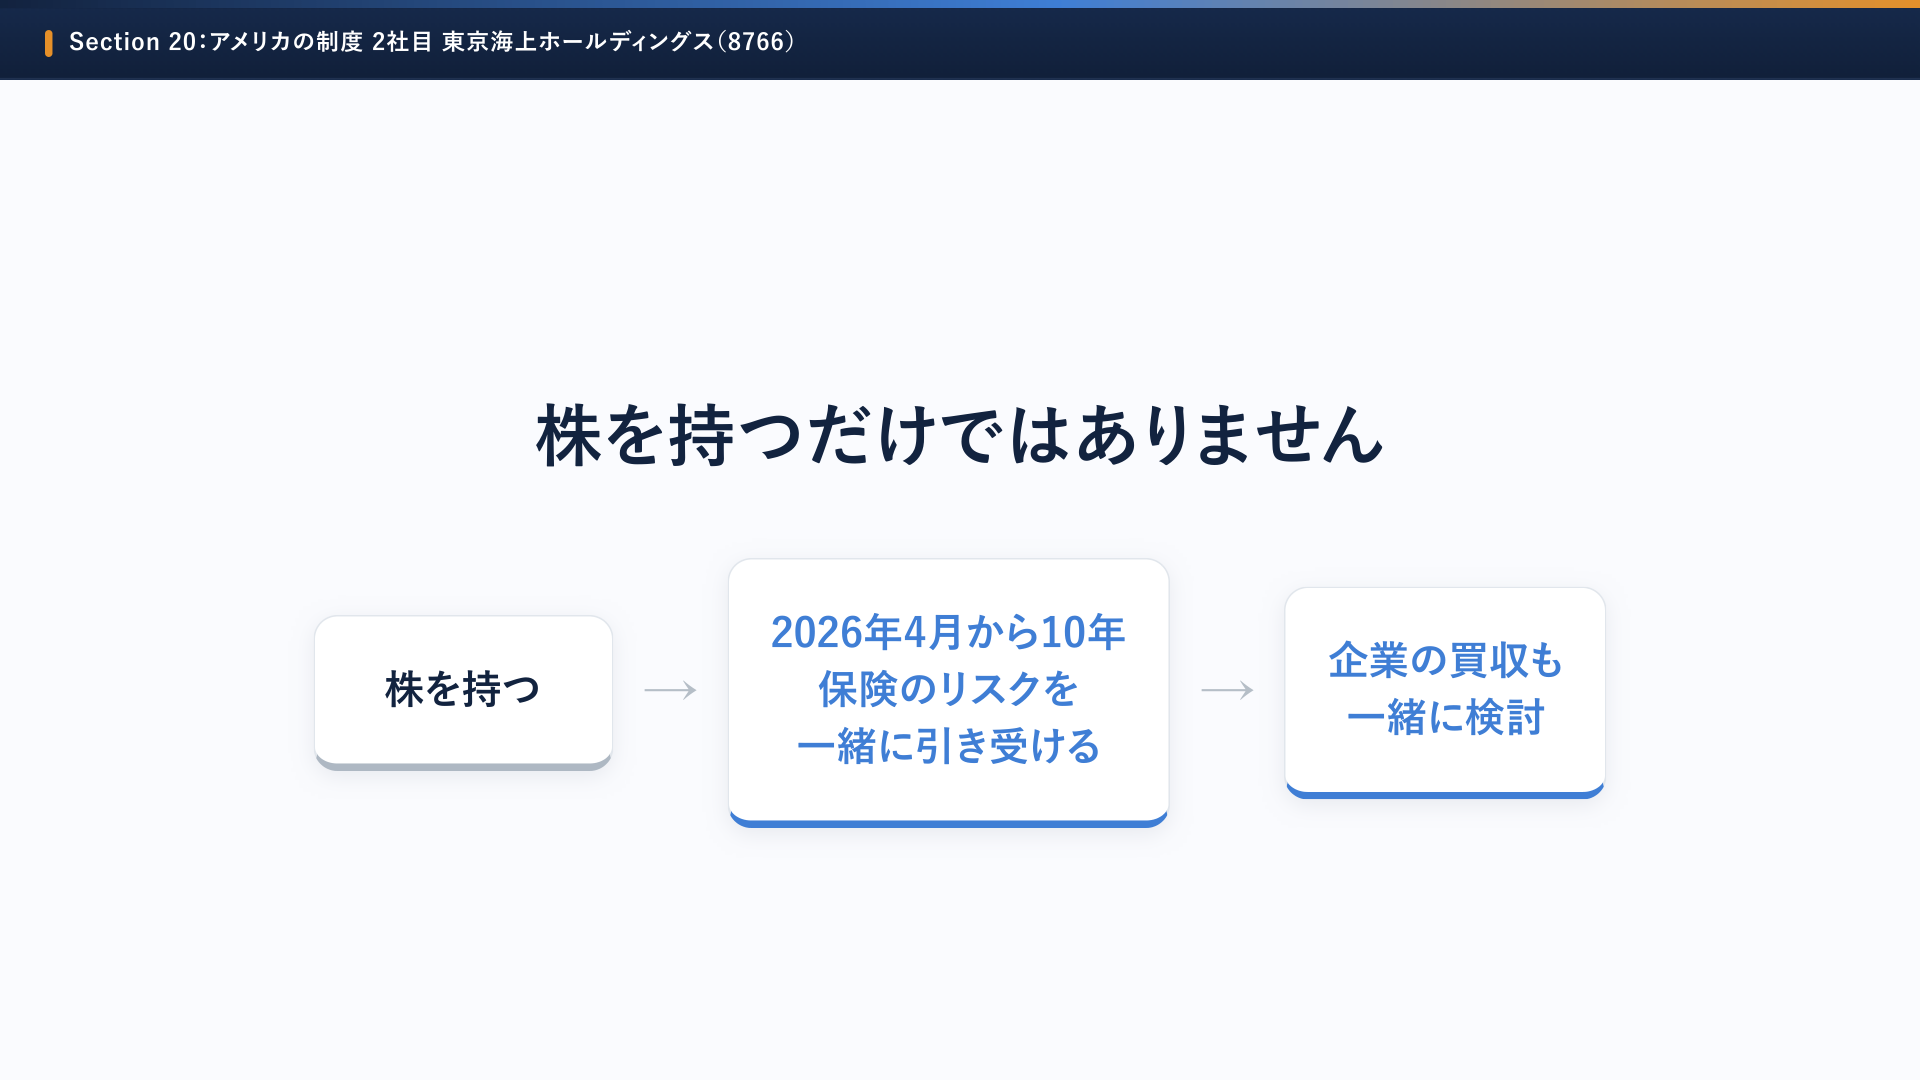 Section 20：アメリカの制度 2社目 東京海上ホールディングス（8766）
株を持つだけではありません
株を持つ
→
2026年4月から10年
保険のリスクを
一緒に引き受ける
→
企業の買収も
一緒に検討